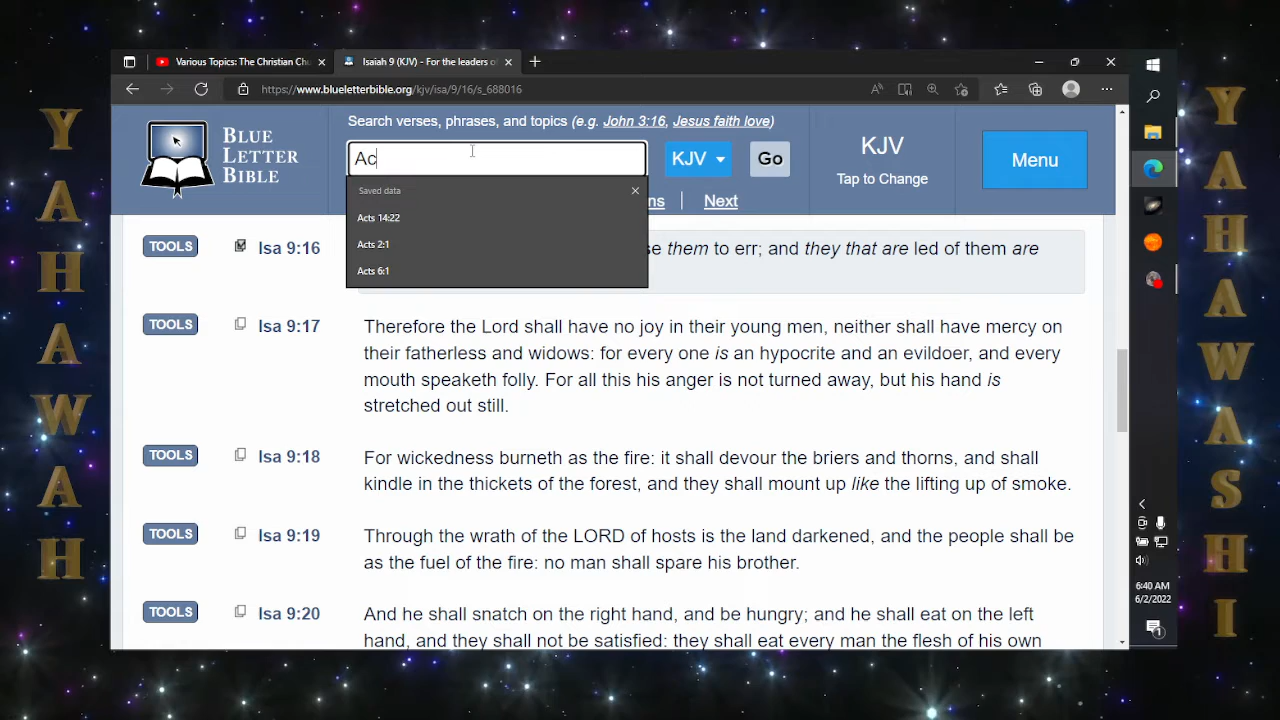 Various Topics: The Christian Chu
Isaiah 9 (KJV) - For the leaders of
https://www.blueletterbible.org/kjv/isa/9/16/s_688016
BLUE
LETTER
BIBLE
Search verses, phrases, and topics (e.g. John 3:16, Jesus faith love)
Ac
KJV
Go
KJV
Tap to Change
Menu
Saved data
Acts 14:22
Acts 2:1
Acts 6:1
ns | Next
TOOLS Isa 9:16 se them to err; and they that are led of them are
TOOLS Isa 9:17 Therefore the Lord shall have no joy in their young men, neither shall have mercy on
their fatherless and widows: for every one is an hypocrite and an evildoer, and every
mouth speaketh folly. For all this his anger is not turned away, but his hand is
stretched out still.
TOOLS Isa 9:18 For wickedness burneth as the fire: it shall devour the briers and thorns, and shall
kindle in the thickets of the forest, and they shall mount up like the lifting up of smoke.
TOOLS Isa 9:19 Through the wrath of the LORD of hosts is the land darkened, and the people shall be
as the fuel of the fire: no man shall spare his brother.
TOOLS Isa 9:20 And he shall snatch on the right hand, and be hungry; and he shall eat on the left
hand, and they shall not be satisfied: they shall eat every man the flesh of his own
6:40 AM
6/2/2022
1
YAHAWAH
YAHAWASHI